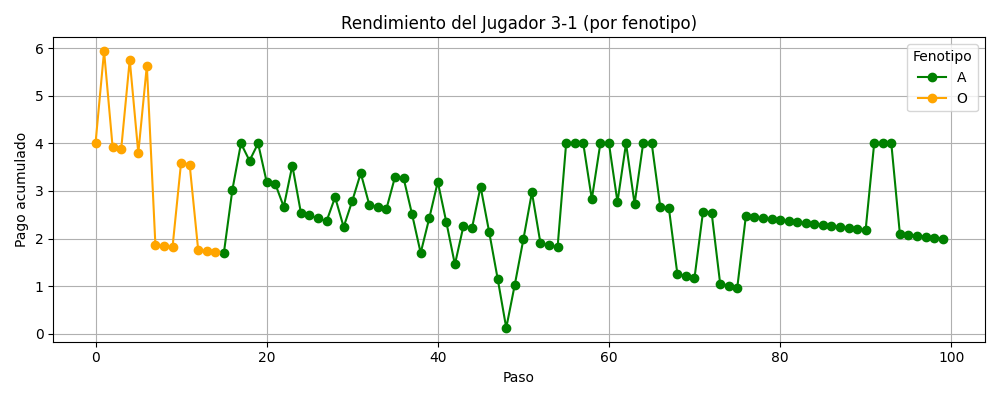 Rendimiento del Jugador 3-1 (por fenotipo)
Pago acumulado
6
5
4
3
2
1
0
Fenotipo
A
O
0 20 40 60 80 100
Paso